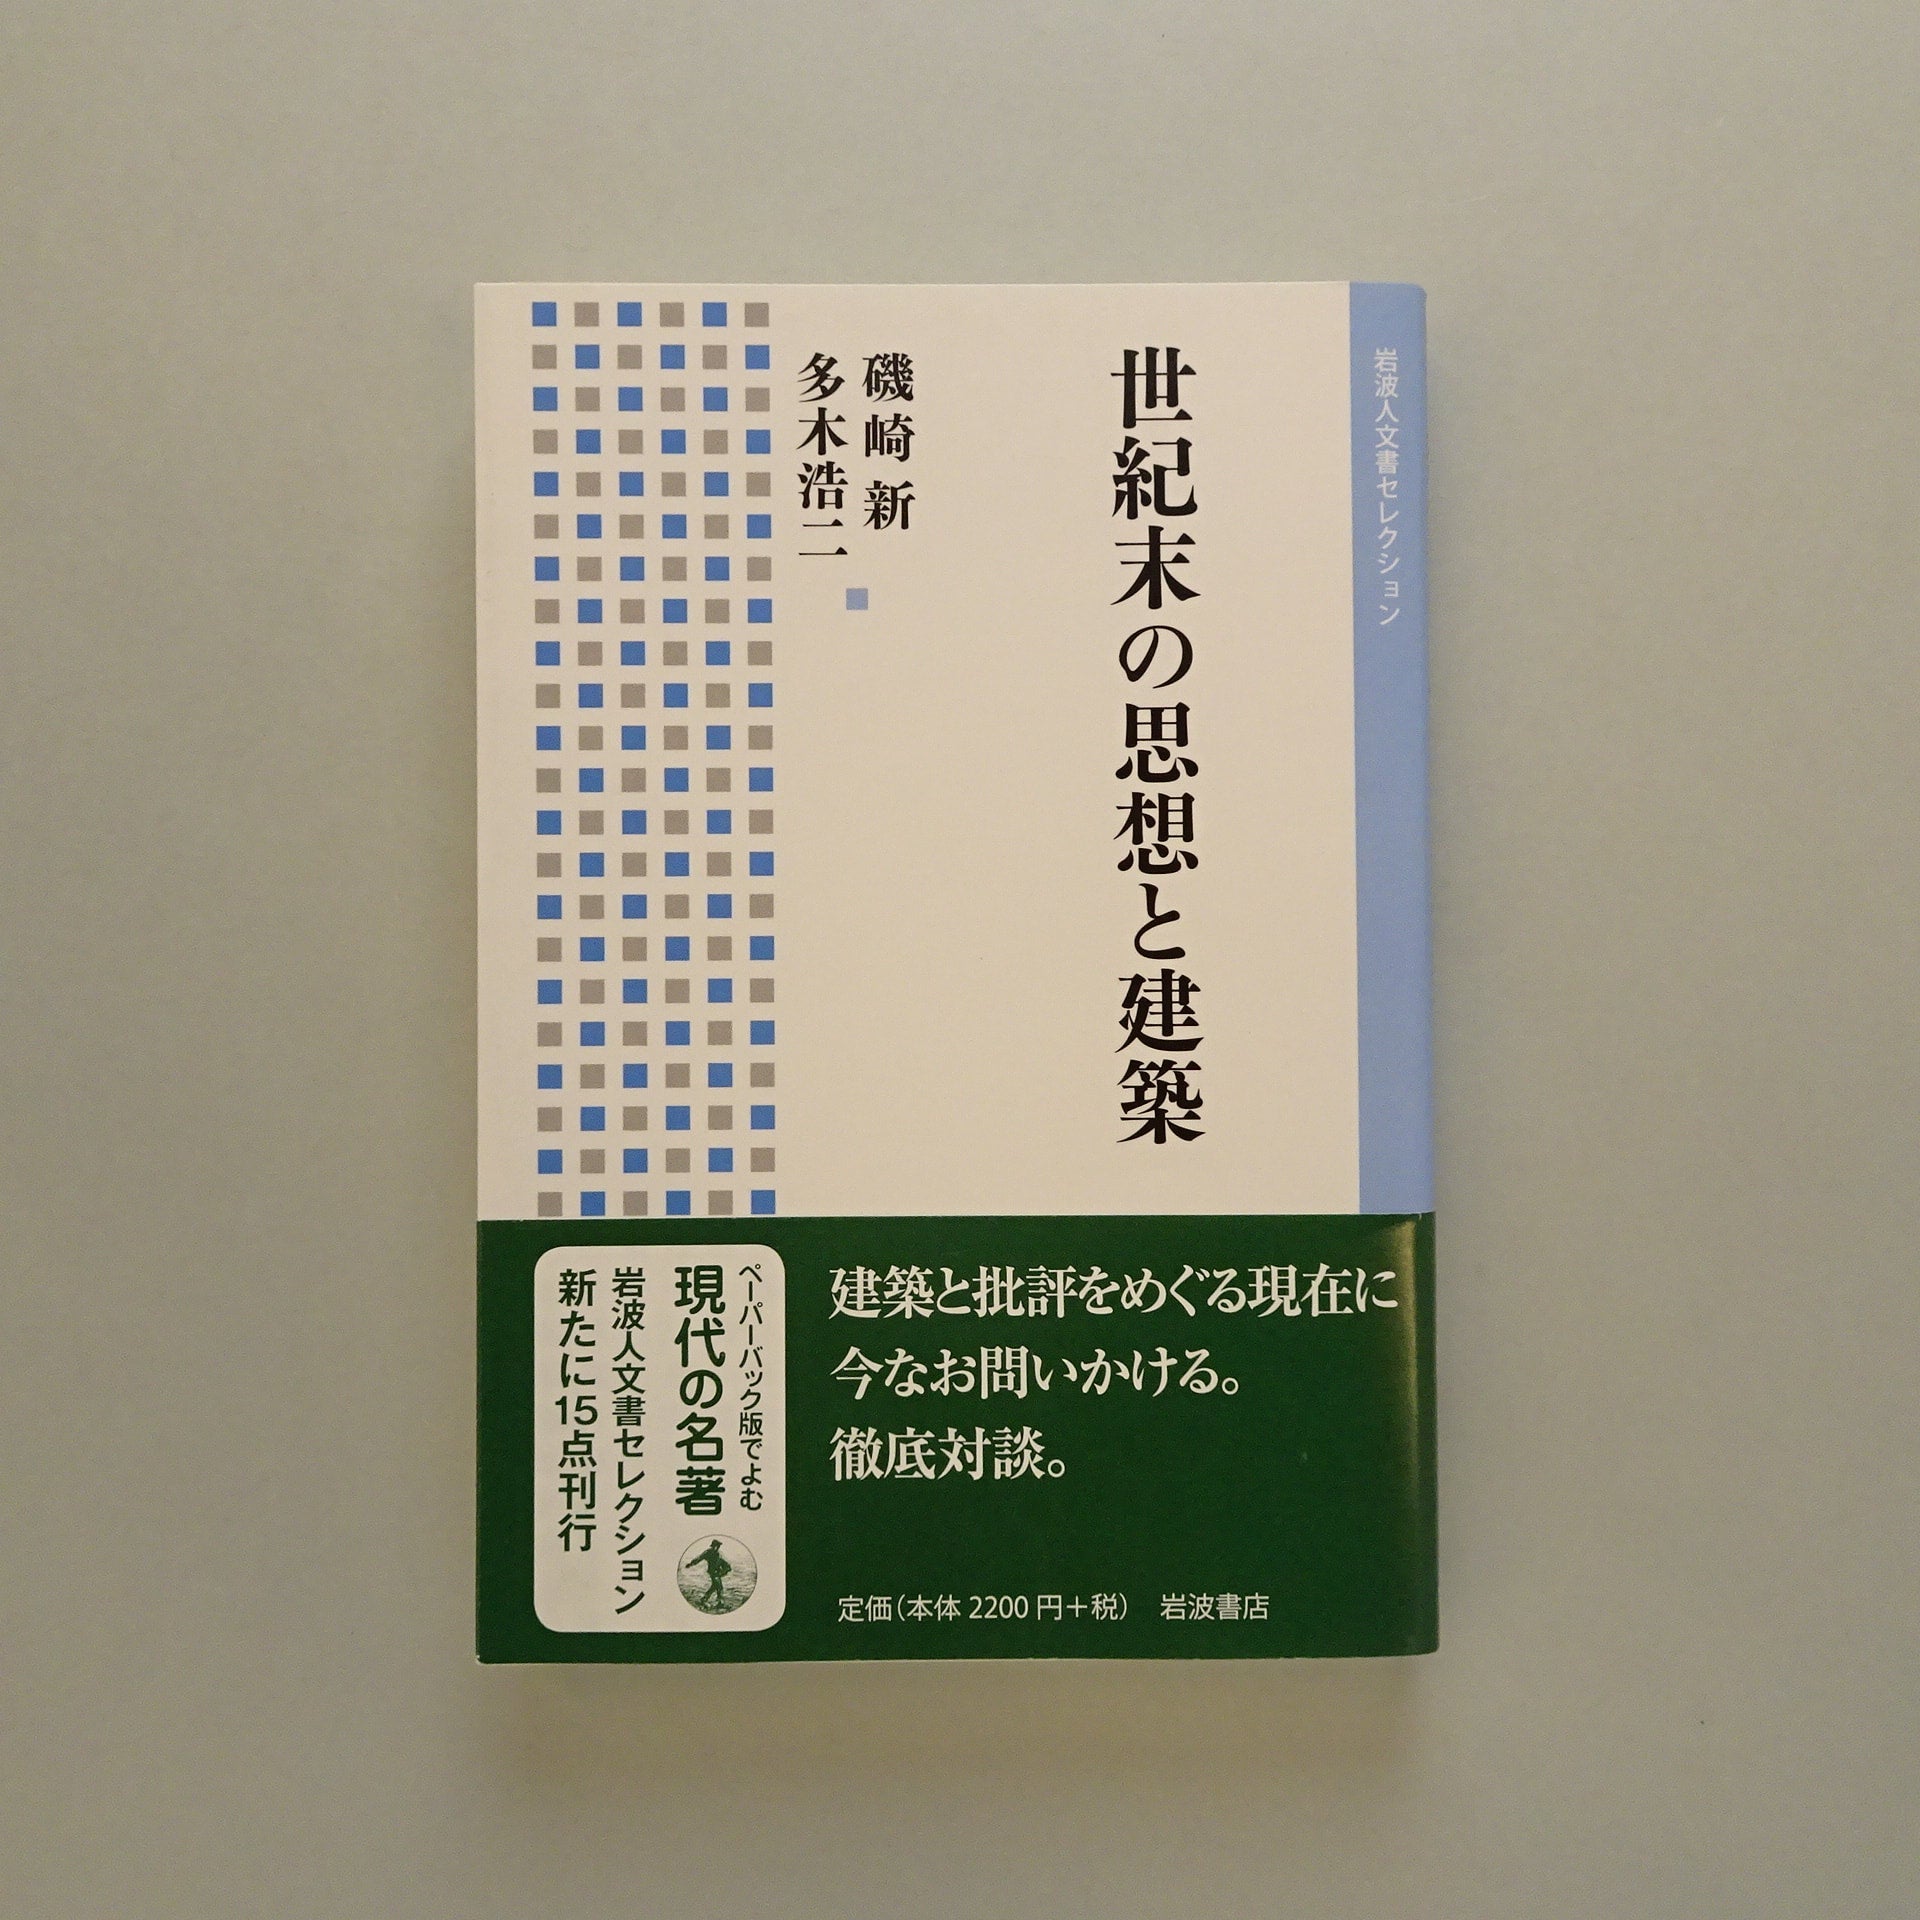 岩波人文書セレクション
世紀末の思想と建築
磯崎 新
多木浩二
建築と批評をめぐる現在に
今なお問いかける。
徹底対談。
定価（本体 2200 円＋税） 岩波書店
ペーパーバック版でよむ
現代の名著
岩波人文書セレクション
新たに15点刊行